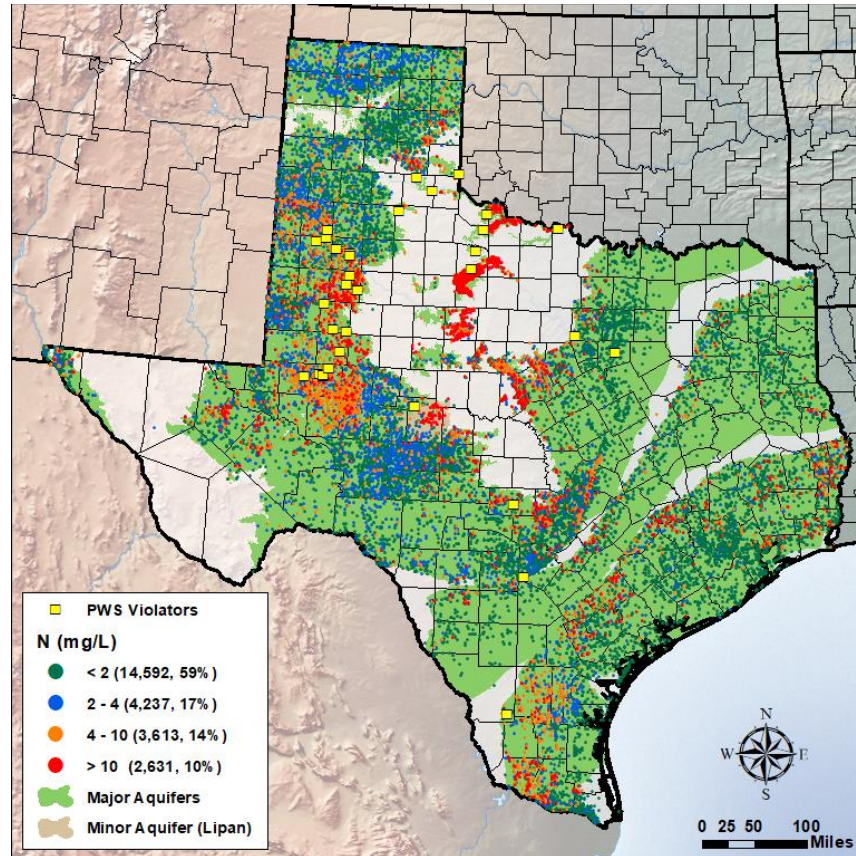 PWS Violators
N (mg/L)
< 2 (14,592, 59%)
2 - 4 (4,237, 17%)
4 - 10 (3,613, 14%)
> 10 (2,631, 10%)
Major Aquifers
Minor Aquifer (Lipan)
N
W E
S
0 25 50 100
Miles